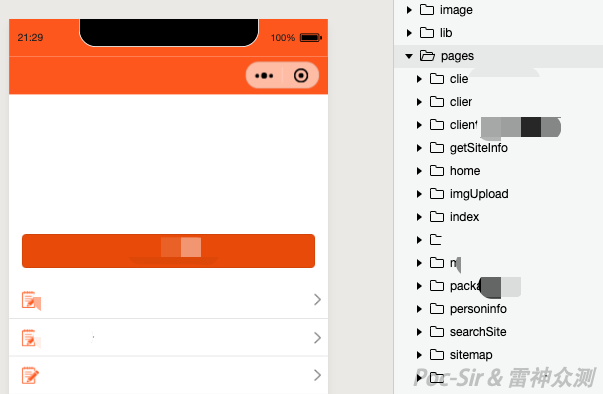 21:29
100%
image
lib
pages
clie
clier
client
getSiteInfo
home
imgUpload
index
packa
personinfo
searchSite
sitemap
Poc-Sir & 雷神众测